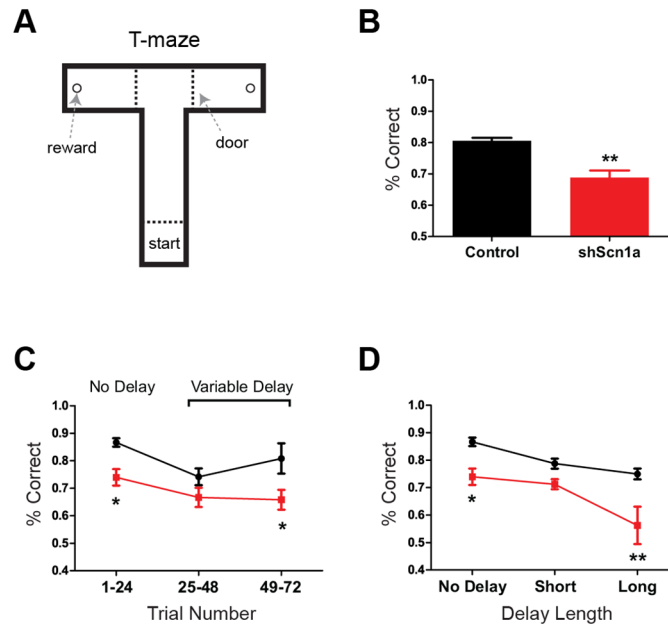 A
T-maze
reward
door
start
B
% Correct
1.0
0.9
0.8
0.7
0.6
0.5
**
Control
shScn1a
C
No Delay
Variable Delay
% Correct
1.0
0.9
0.8
0.7
0.6
0.5
0.4
*
*
1-24
25-48
49-72
Trial Number
D
% Correct
1.0
0.9
0.8
0.7
0.6
0.5
0.4
*
**
No Delay
Short
Long
Delay Length